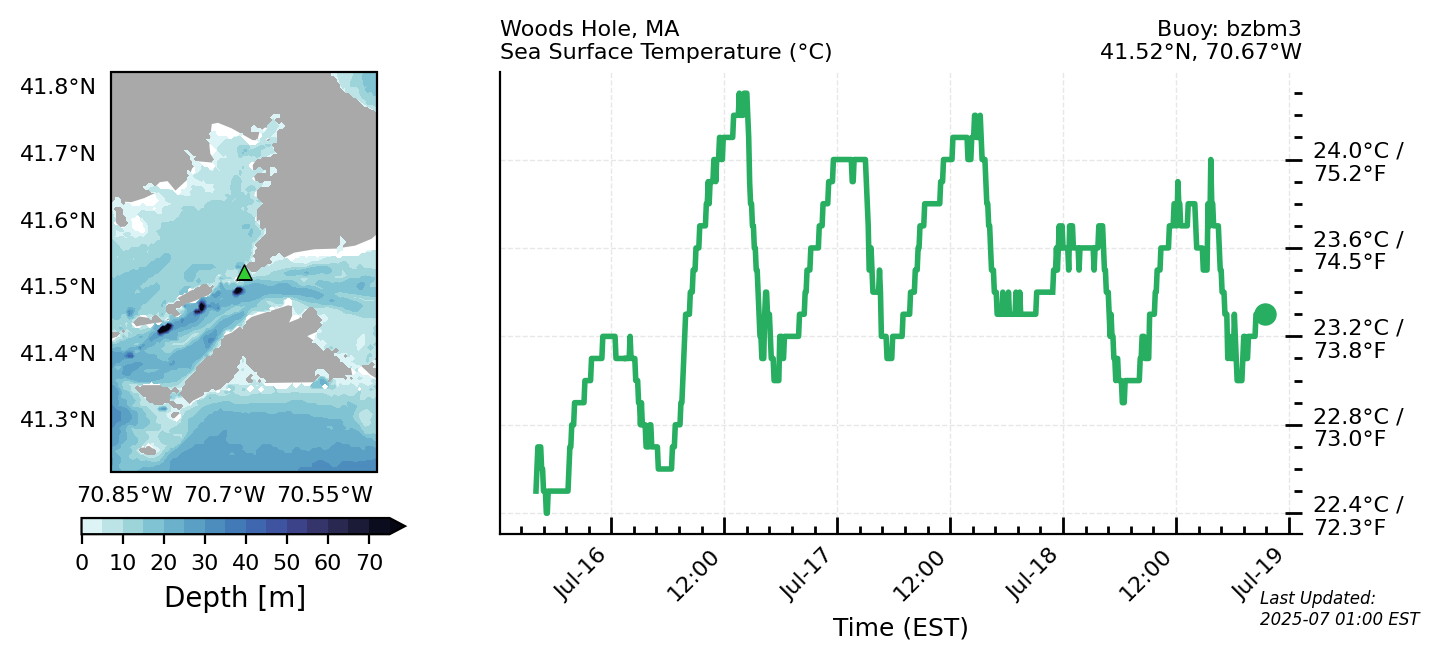 Woods Hole, MA
Sea Surface Temperature (°C)
Buoy: bzbm3
41.52°N, 70.67°W
41.8°N
41.7°N
41.6°N
41.5°N
41.4°N
41.3°N
70.85°W 70.7°W 70.55°W
0 10 20 30 40 50 60 70
Depth [m]
24.0°C /
75.2°F
23.6°C /
74.5°F
23.2°C /
73.8°F
22.8°C /
73.0°F
22.4°C /
72.3°F
Jul-16 12:00 Jul-17 12:00 Jul-18 12:00 Jul-19
Time (EST)
Last Updated:
2025-07 01:00 EST